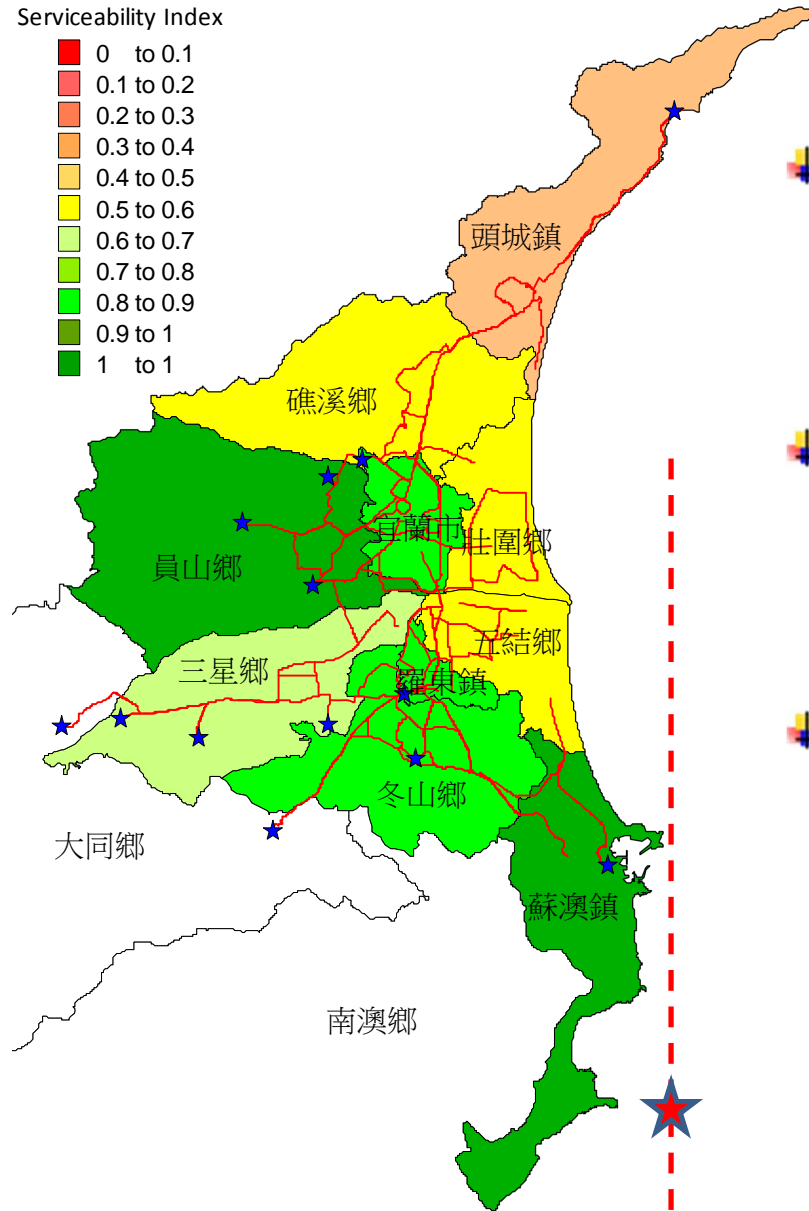 Serviceability Index
0 to 0.1
0.1 to 0.2
0.2 to 0.3
0.3 to 0.4
0.4 to 0.5
0.5 to 0.6
0.6 to 0.7
0.7 to 0.8
0.8 to 0.9
0.9 to 1
1 to 1
頭城鎮
礁溪鄉
宜蘭市
壯圍鄉
員山鄉
五結鄉
三星鄉
羅東鎮
冬山鄉
大同鄉
蘇澳鎮
南澳鄉